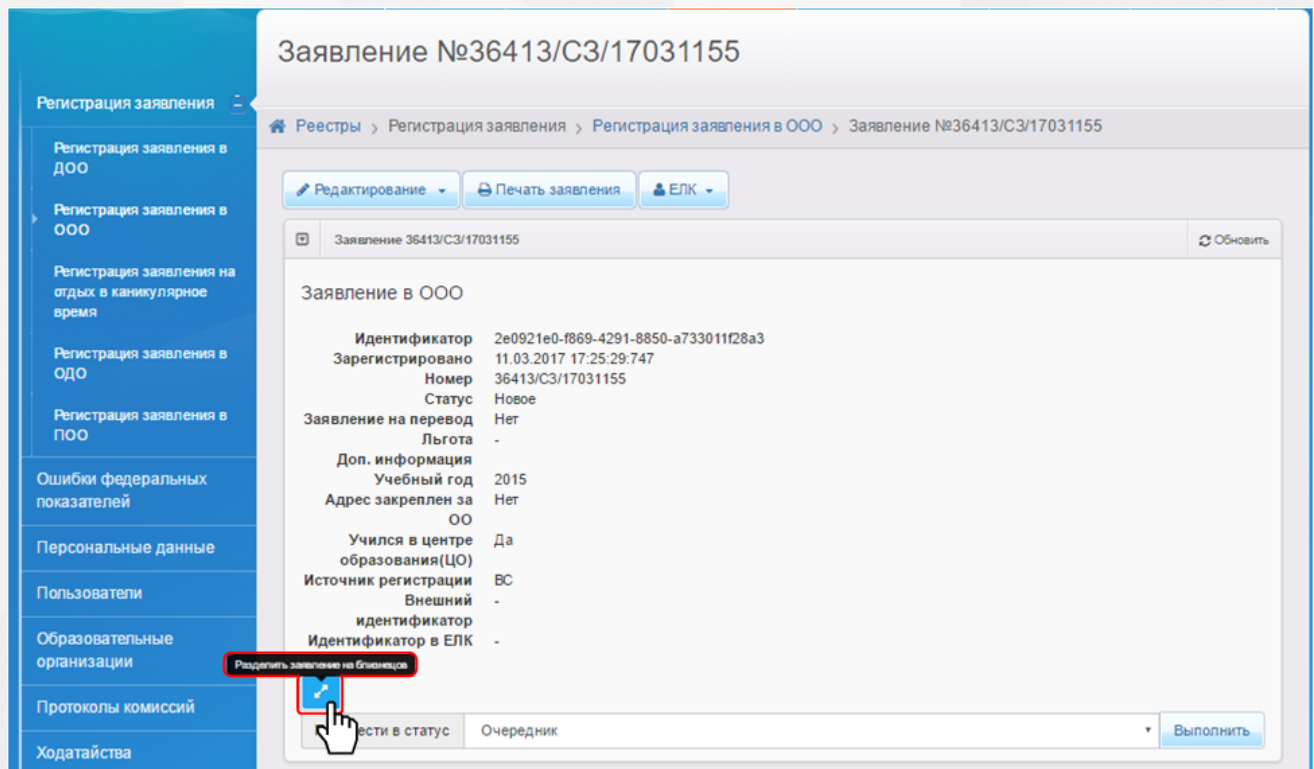 Заявление №36413/СЗ/17031155
Регистрация заявления
Регистрация заявления в
ДОО
Регистрация заявления в
ООО
Регистрация заявления на
отдых в каникулярное
время
Регистрация заявления в
ОДО
Регистрация заявления в
ПОО
Ошибки федеральных
показателей
Персональные данные
Пользователи
Образовательные
организации
Протоколы комиссий
Ходатайства
Реестры > Регистрация заявления > Регистрация заявления в ООО > Заявление №36413/СЗ/17031155
Редактирование Печать заявления ЕЛК
Заявление 36413/СЗ/17031155 Обновить
Заявление в ООО
Идентификатор 2e0921e0-f869-4291-8850-a733011f28a3
Зарегистрировано 11.03.2017 17:25:29:747
Номер 36413/СЗ/17031155
Статус Новое
Заявление на перевод Нет
Льгота -
Доп. информация
Учебный год 2015
Адрес закреплен за Нет
ОО
Учился в центре Да
образования(ЦО)
Источник регистрации ВС
Внешний -
идентификатор
Идентификатор в ЕЛК -
Разделить заявление на близнецов
в статус Очередник Выполнить